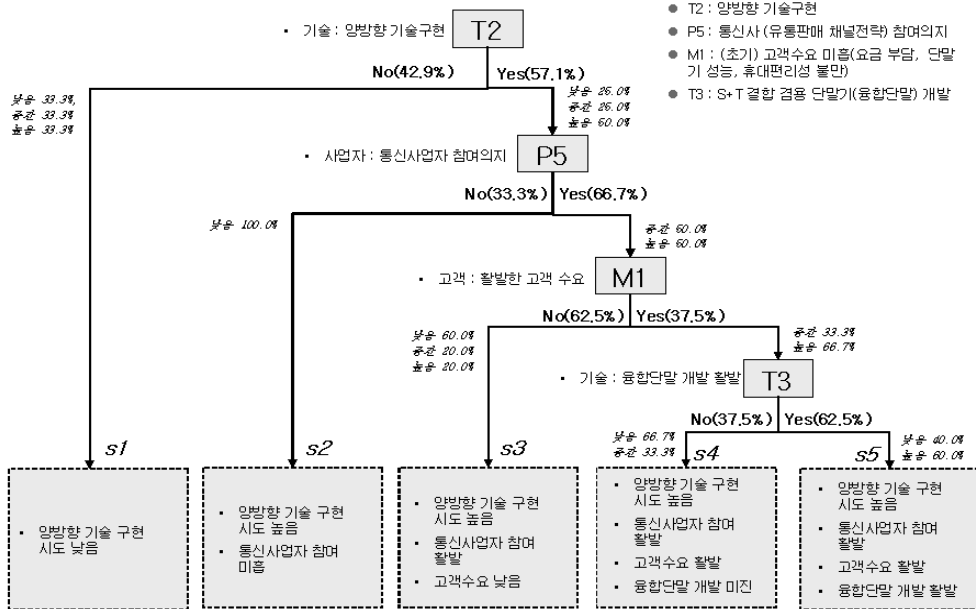 ● T2 : 양방향 기술구현
● P5 : 통신사 (유통판매 채널전략) 참여의지
● M1 : (초기) 고객수요 미흡(요금 부담, 단말
기 성능, 휴대편리성 불만)
● T3 : S+T 결합 겸용 단말기(융합단말) 개발
• 기술 : 양방향 기술구현
T2
No(42.9%) Yes(57.1%)
낮음 33.3%,
중간 33.3%
높음 33.3%
낮음 25.0%
중간 25.0%
높음 50.0%
• 사업자 : 통신사업자 참여의지
P5
No(33.3%) Yes(66.7%)
낮음 100.0%
중간 50.0%
높음 50.0%
• 고객 : 활발한 고객 수요
M1
No(62.5%) Yes(37.5%)
낮음 60.0%
중간 20.0%
높음 20.0%
중간 33.3%
높음 66.7%
• 기술 : 융합단말 개발 활발
T3
No(37.5%) Yes(62.5%)
낮음 66.7%
중간 33.3%
낮음 40.0%
높음 60.0%
s1
s2
s3
s4
s5
• 양방향 기술 구현
시도 낮음
• 양방향 기술 구현
시도 높음
• 통신사업자 참여
미흡
• 양방향 기술 구현
시도 높음
• 통신사업자 참여
활발
• 고객수요 낮음
• 양방향 기술 구현
시도 높음
• 통신사업자 참여
활발
• 고객수요 활발
• 융합단말 개발 미진
• 양방향 기술 구현
시도 높음
• 통신사업자 참여
활발
• 고객수요 활발
• 융합단말 개발 활발